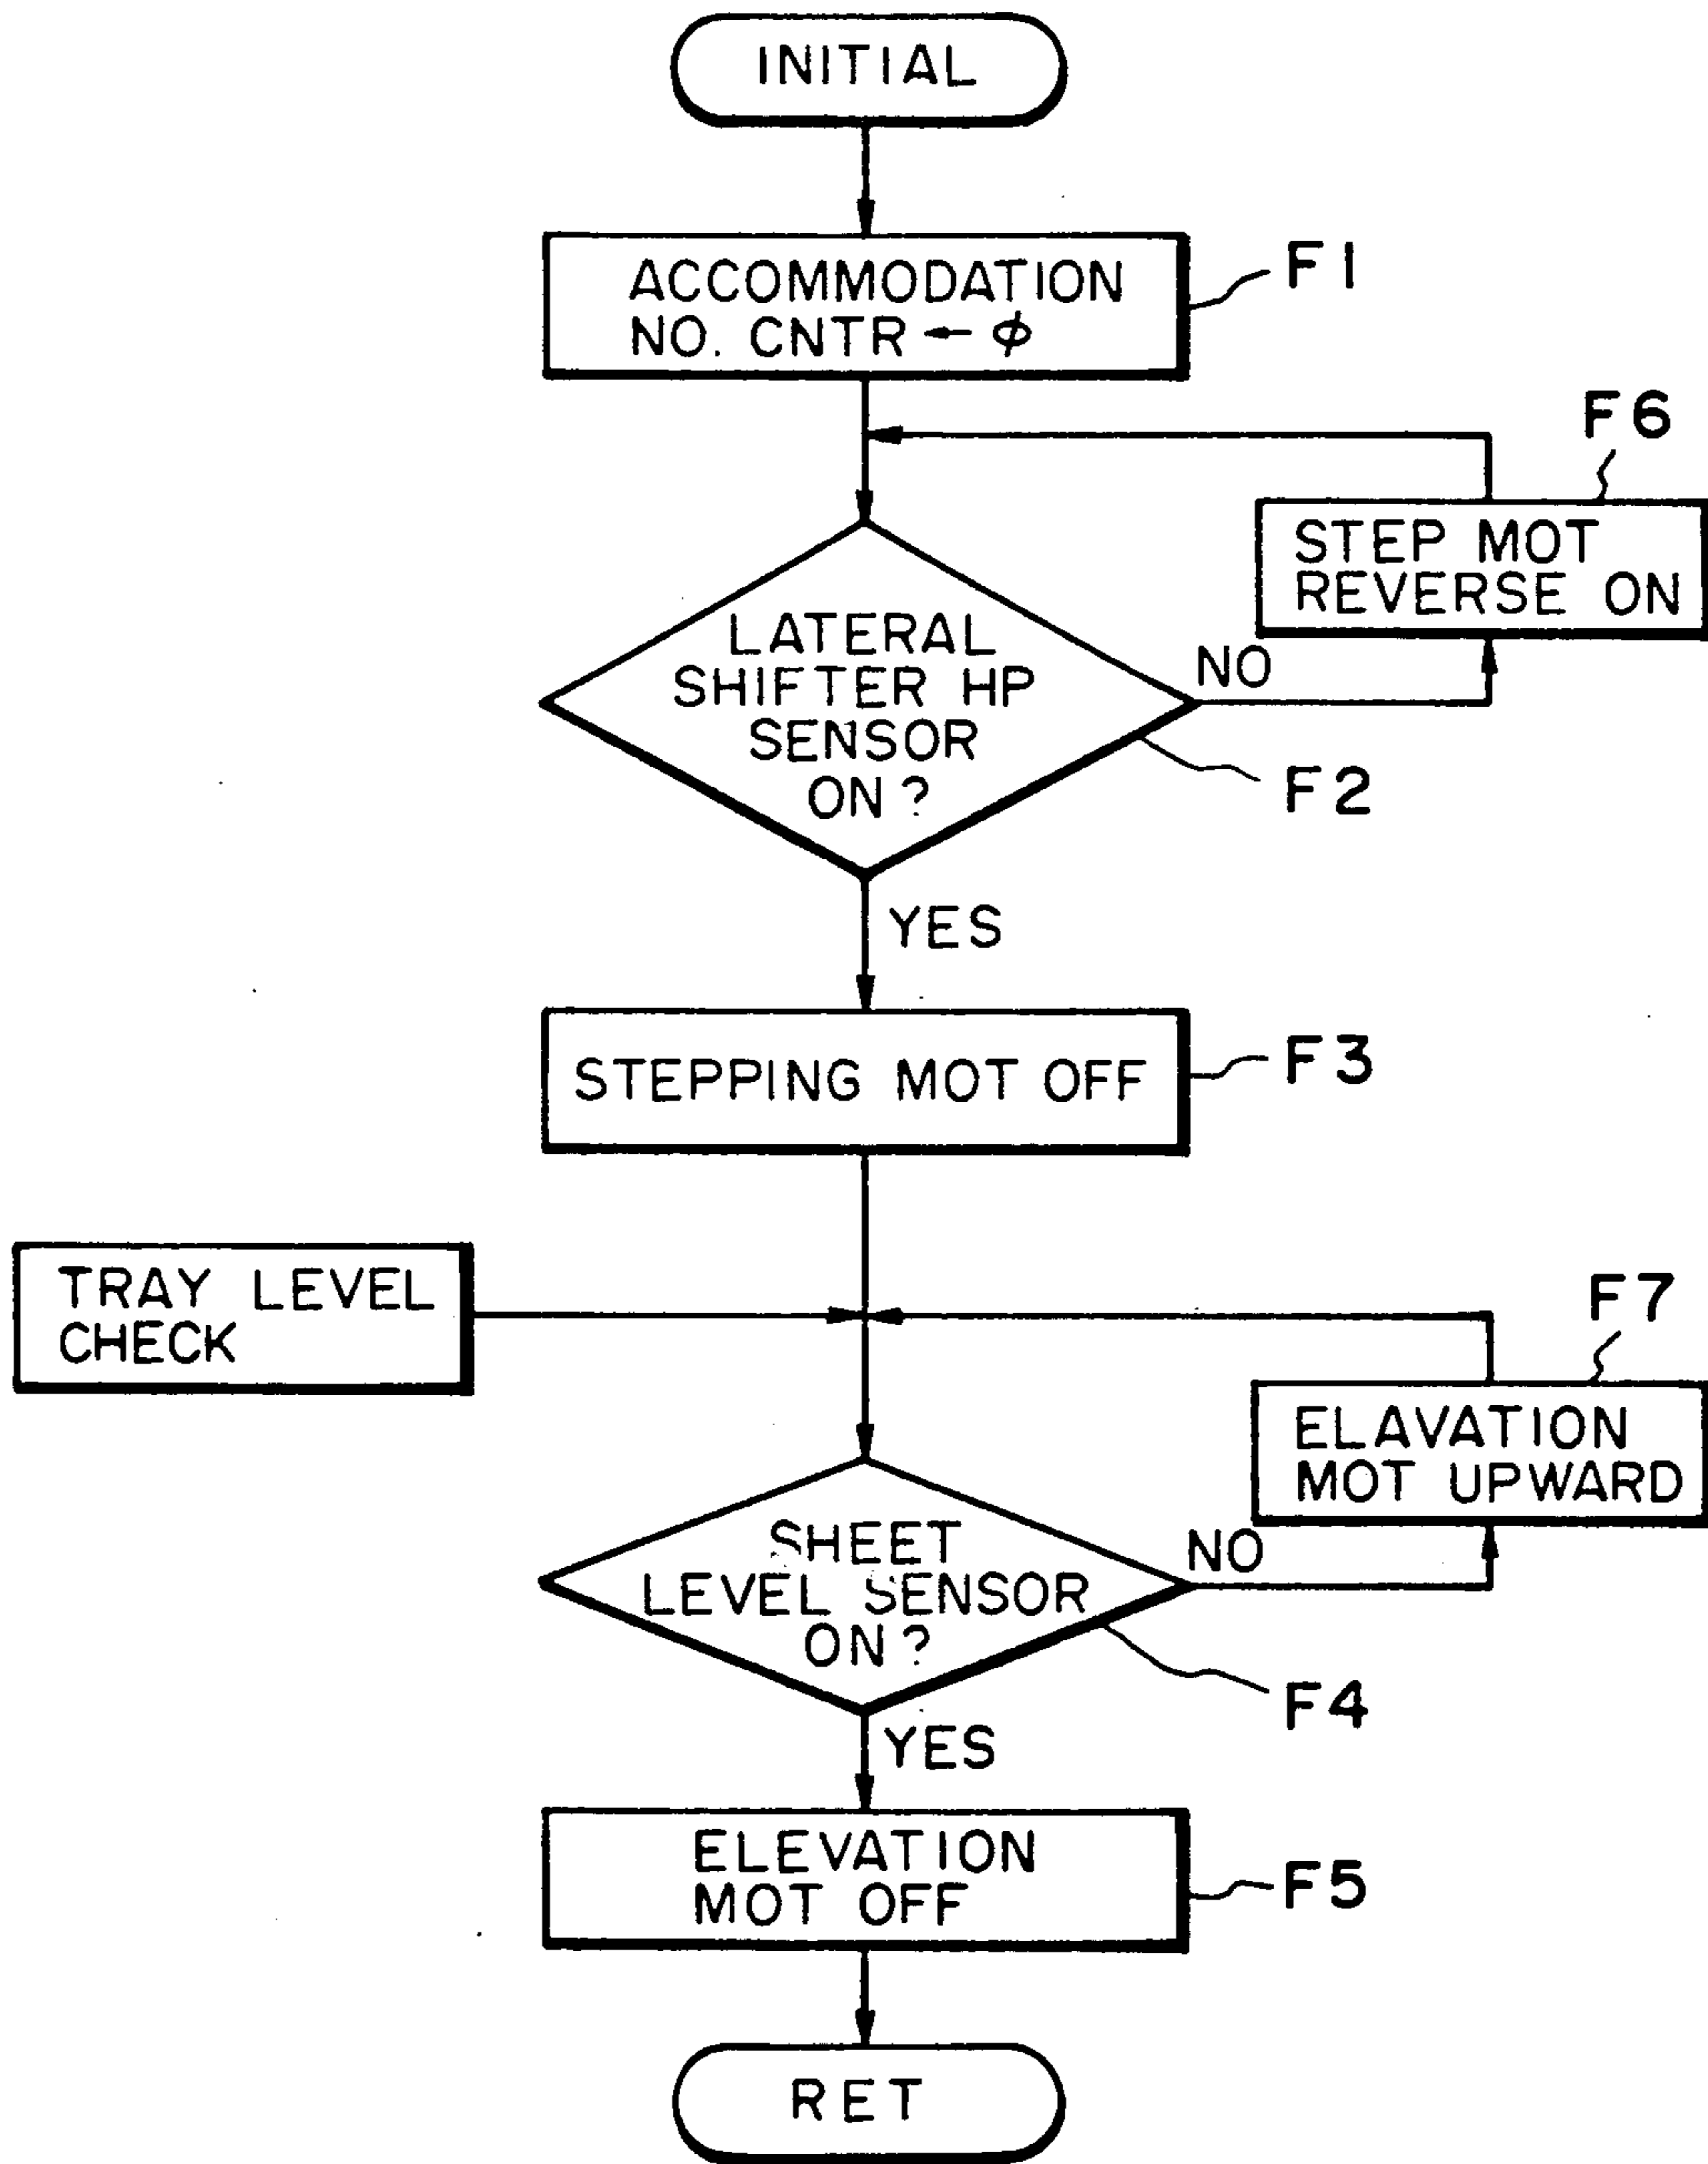 INITIAL
ACCOMMODATION
NO. CNTR ← ϕ
F1
F6
STEP MOT
REVERSE ON
LATERAL
SHIFTER HP
SENSOR
ON?
NO
F2
YES
STEPPING MOT OFF
F3
TRAY LEVEL
CHECK
F7
ELAVATION
MOT UPWARD
SHEET
LEVEL SENSOR
ON?
NO
F4
YES
ELEVATION
MOT OFF
F5
RET